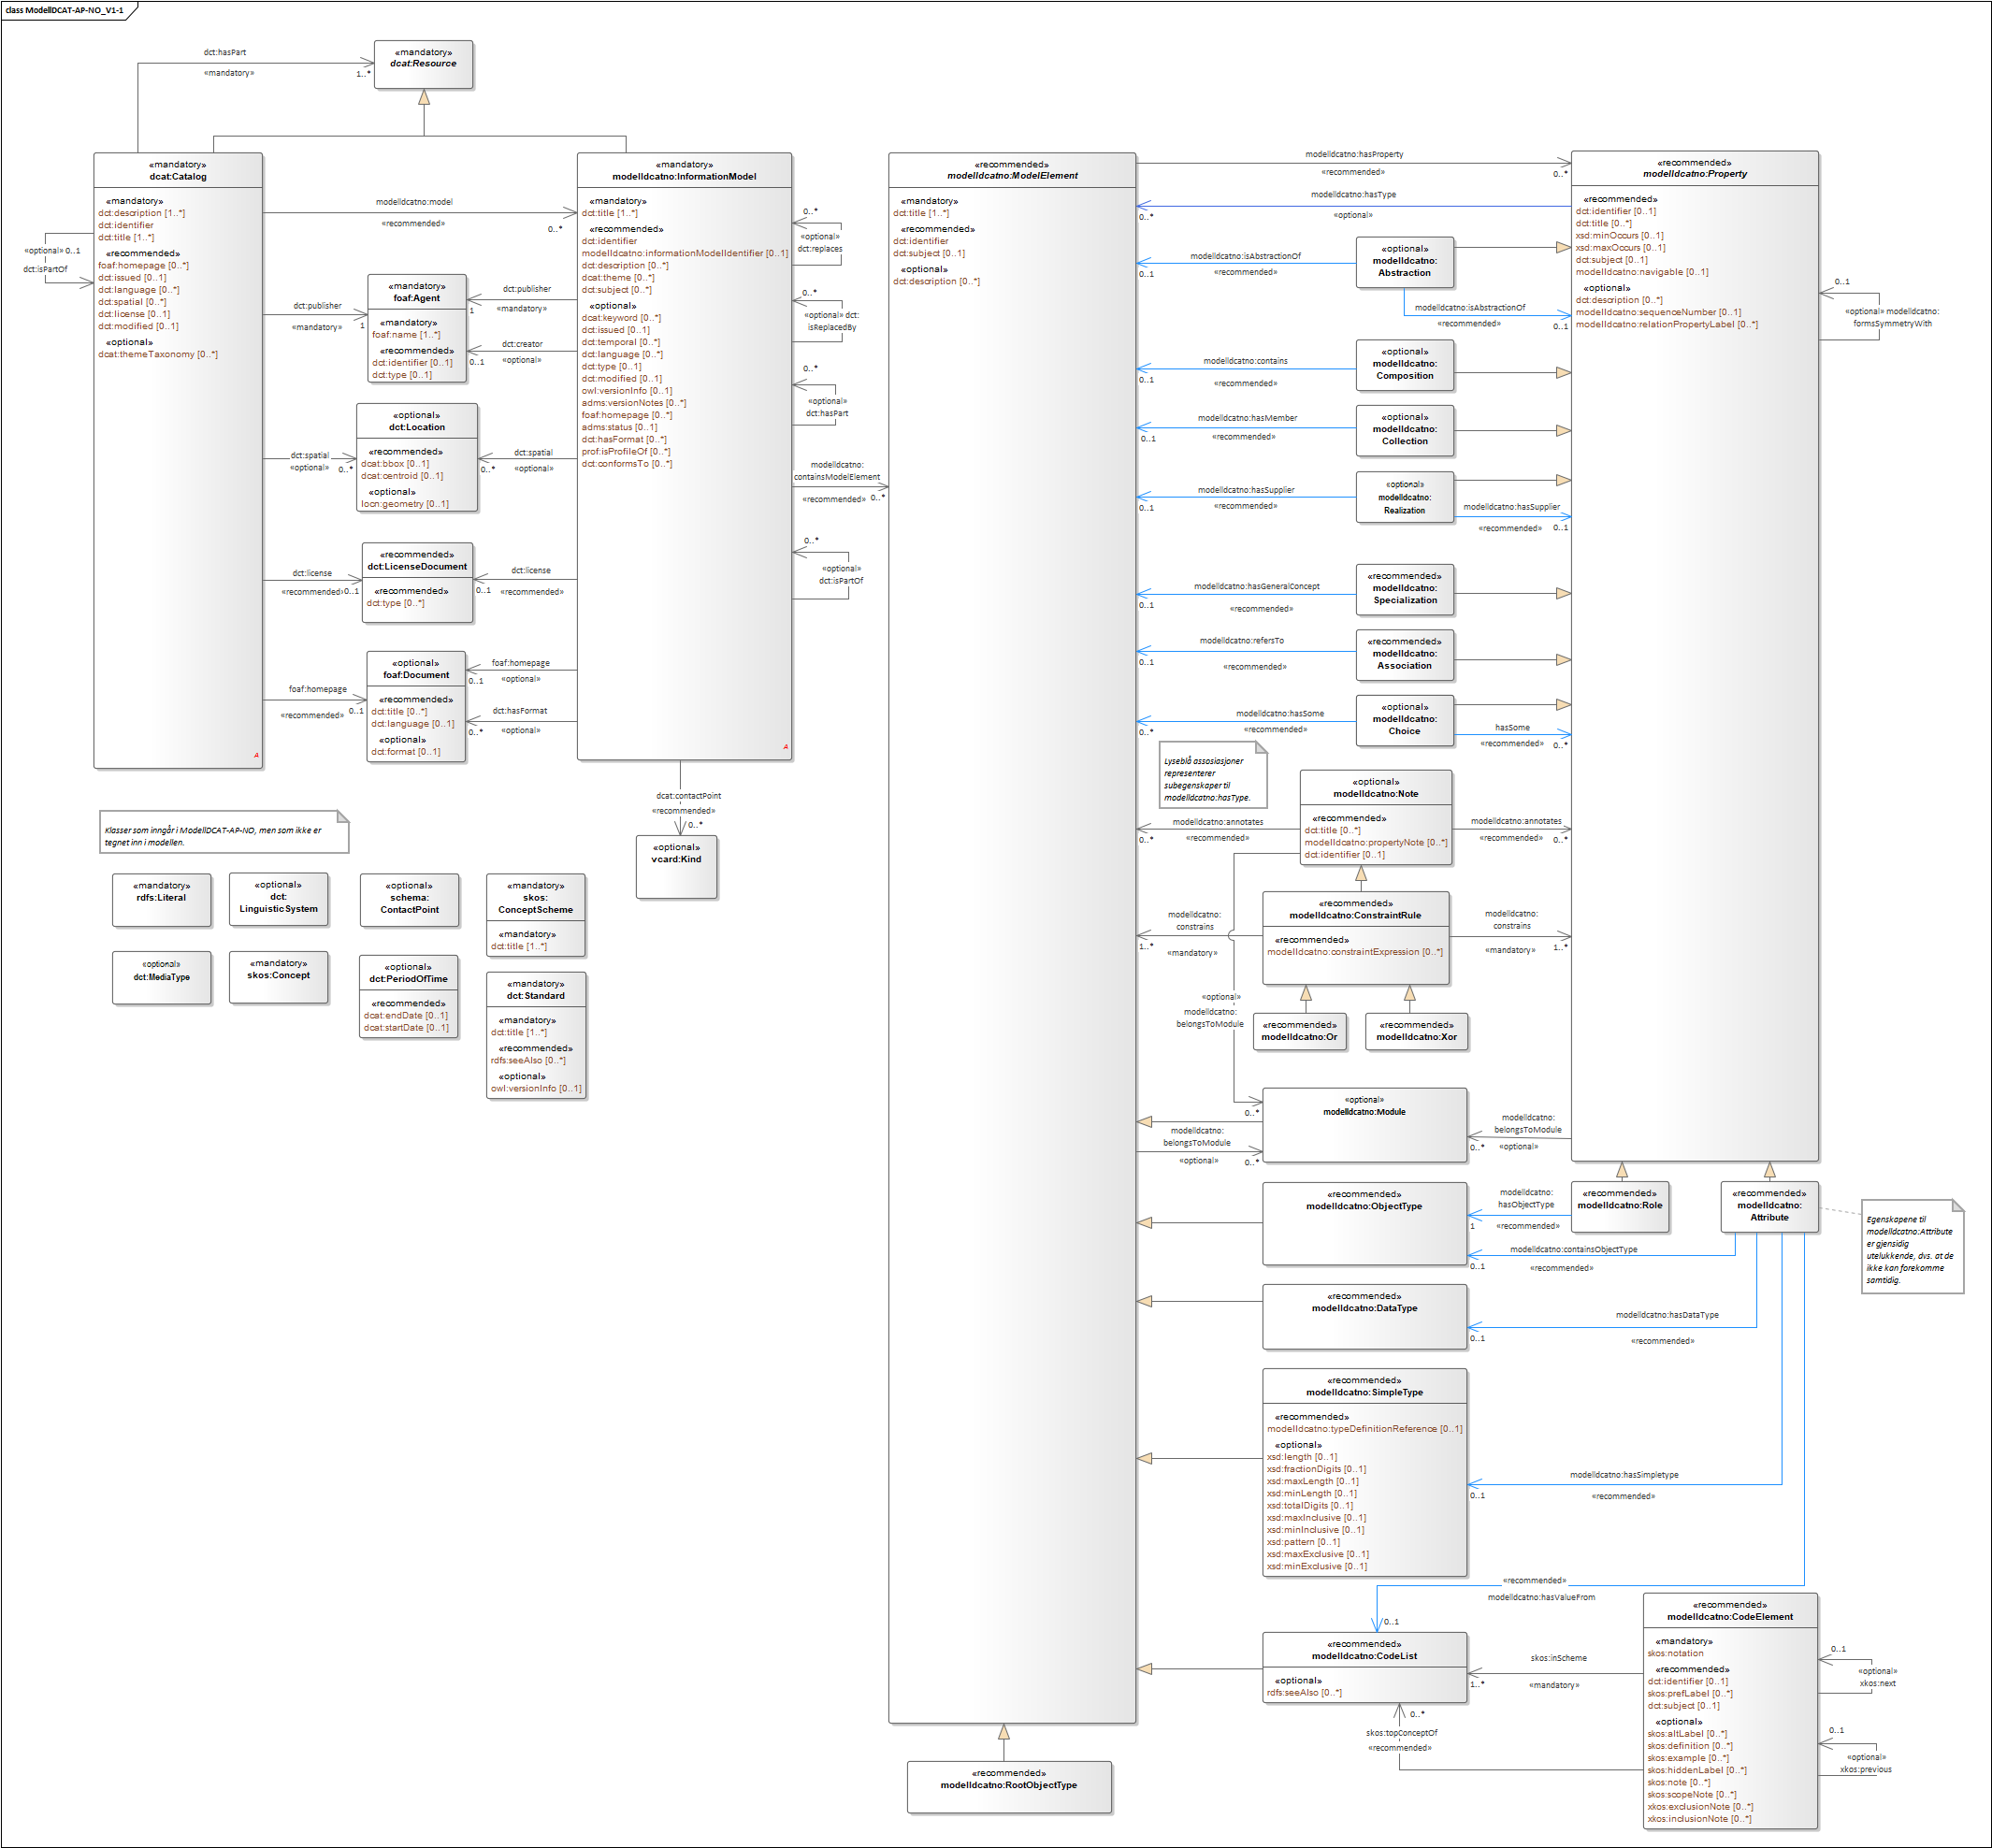 class ModellDCAT-AP-NO_V1-1
«mandatory»
dcat:Resource
dct:hasPart
«mandatory»
1..*
«mandatory»
dcat:Catalog
«mandatory»
dct:description [1..*]
dct:identifier
dct:title [1..*]
«recommended»
foaf:homepage [0..*]
dct:issued [0..1]
dct:language [0..*]
dct:spatial [0..*]
dct:license [0..1]
dct:modified [0..1]
«optional»
dcat:themeTaxonomy [0..*]
A
«optional» 0..1
dct:isPartOf
modelldcatno:model
«recommended»
0..*
dct:publisher
«mandatory»
1
dct:spatial
«optional»
0..*
dct:license
«recommended»
0..1
foaf:homepage
«recommended»
0..1
«mandatory»
foaf:Agent
«mandatory»
foaf:name [1..*]
«recommended»
dct:identifier [0..1]
dct:type [0..1]
«optional»
dct:Location
«recommended»
dcat:bbox [0..1]
dcat:centroid [0..1]
«optional»
locn:geometry [0..1]
«recommended»
dct:LicenseDocument
«recommended»
dct:type [0..*]
«optional»
foaf:Document
«recommended»
dct:title [0..*]
dct:language [0..1]
«optional»
dct:format [0..1]
dct:publisher
1
«mandatory»
dct:creator
0..1
«optional»
dct:spatial
0..*
«optional»
dct:license
0..1
«recommended»
foaf:homepage
0..1
«optional»
dct:hasFormat
0..*
«optional»
«mandatory»
modelldcatno:InformationModel
«mandatory»
dct:title [1..*]
«recommended»
dct:identifier
modelldcatno:informationModelIdentifier [0..1]
dct:description [0..*]
dcat:theme [0..*]
dct:subject [0..*]
«optional»
dcat:keyword [0..*]
dct:issued [0..1]
dct:temporal [0..*]
dct:language [0..*]
dct:type [0..1]
dct:modified [0..1]
owl:versionInfo [0..1]
adms:versionNotes [0..*]
foaf:homepage [0..*]
adms:status [0..1]
dct:hasFormat [0..*]
prof:isProfileOf [0..*]
dct:conformsTo [0..*]
A
0..*
«optional»
dct:replaces
0..*
«optional» dct:
isReplacedBy
0..*
«optional»
dct:hasPart
modelldcatno:
containsModelElement
«recommended»
0..*
0..*
«optional»
dct:isPartOf
dcat:contactPoint
«recommended»
0..*
«optional»
vcard:Kind
Klasser som inngår i ModellDCAT-AP-NO, men som ikke er
tegnet inn i modellen.
«mandatory»
rdfs:Literal
«optional»
dct:
LinguisticSystem
«optional»
schema:
ContactPoint
«mandatory»
skos:
ConceptScheme
«mandatory»
dct:title [1..*]
«optional»
dct:MediaType
«mandatory»
skos:Concept
«optional»
dct:PeriodOfTime
«recommended»
dcat:endDate [0..1]
dcat:startDate [0..1]
«mandatory»
dct:Standard
«mandatory»
dct:title [1..*]
«recommended»
rdfs:seeAlso [0..*]
«optional»
owl:versionInfo [0..1]
«recommended»
modelldcatno:ModelElement
«mandatory»
dct:title [1..*]
«recommended»
dct:identifier
dct:subject [0..1]
«optional»
dct:description [0..*]
«recommended»
modelldcatno:RootObjectType
modelldcatno:hasProperty
«recommended»
0..*
modelldcatno:hasType
0..*
«optional»
«recommended»
modelldcatno:Property
«recommended»
dct:identifier [0..1]
dct:title [0..*]
xsd:minOccurs [0..1]
xsd:maxOccurs [0..1]
dct:subject [0..1]
modelldcatno:navigable [0..1]
«optional»
dct:description [0..*]
modelldcatno:sequenceNumber [0..1]
modelldcatno:relationPropertyLabel [0..*]
0..1
«optional» modelldcatno:
formsSymmetryWith
modelldcatno:isAbstractionOf
0..1
«recommended»
«optional»
modelldcatno:
Abstraction
modelldcatno:isAbstractionOf
«recommended»
0..1
modelldcatno:contains
0..1
«recommended»
«optional»
modelldcatno:
Composition
modelldcatno:hasMember
0..1
«recommended»
«optional»
modelldcatno:
Collection
modelldcatno:hasSupplier
0..1
«recommended»
«optional»
modelldcatno:
Realization
modelldcatno:hasSupplier
«recommended»
0..1
modelldcatno:hasGeneralConcept
0..1
«recommended»
«recommended»
modelldcatno:
Specialization
modelldcatno:refersTo
0..1
«recommended»
«recommended»
modelldcatno:
Association
modelldcatno:hasSome
0..*
«recommended»
«optional»
modelldcatno:
Choice
hasSome
«recommended»
0..*
Lyseblå assosiasjoner
representerer
subegenskaper til
modelldcatno:hasType.
«optional»
modelldcatno:Note
«recommended»
dct:title [0..*]
modelldcatno:propertyNote [0..*]
dct:identifier [0..1]
modelldcatno:annotates
0..*
«recommended»
modelldcatno:annotates
«recommended»
0..*
«recommended»
modelldcatno:ConstraintRule
«recommended»
modelldcatno:constraintExpression [0..*]
modelldcatno:
constrains
1..*
«mandatory»
modelldcatno:
constrains
«mandatory»
1..*
«optional»
modelldcatno:
belongsToModule
0..*
«recommended»
modelldcatno:Or
«recommended»
modelldcatno:Xor
«optional»
modelldcatno:Module
modelldcatno:
belongsToModule
«optional»
0..*
modelldcatno:
belongsToModule
0..*
«optional»
«recommended»
modelldcatno:ObjectType
modelldcatno:
hasObjectType
1
«recommended»
«recommended»
modelldcatno:Role
«recommended»
modelldcatno:
Attribute
Egenskapene til
modelldcatno:Attribute
er gjensidig
utelukkende, dvs. at de
ikke kan forekomme
samtidig.
modelldcatno:containsObjectType
0..1
«recommended»
«recommended»
modelldcatno:DataType
modelldcatno:hasDataType
0..1
«recommended»
«recommended»
modelldcatno:SimpleType
«recommended»
modelldcatno:typeDefinitionReference [0..1]
«optional»
xsd:length [0..1]
xsd:fractionDigits [0..1]
xsd:maxLength [0..1]
xsd:minLength [0..1]
xsd:totalDigits [0..1]
xsd:maxInclusive [0..1]
xsd:minInclusive [0..1]
xsd:pattern [0..1]
xsd:maxExclusive [0..1]
xsd:minExclusive [0..1]
modelldcatno:hasSimpletype
0..1
«recommended»
«recommended»
modelldcatno:hasValueFrom
0..1
«recommended»
modelldcatno:CodeList
«optional»
rdfs:seeAlso [0..*]
skos:inScheme
1..*
«mandatory»
0..*
skos:topConceptOf
«recommended»
«recommended»
modelldcatno:CodeElement
«mandatory»
skos:notation
«recommended»
dct:identifier [0..1]
skos:prefLabel [0..*]
dct:subject [0..1]
«optional»
skos:altLabel [0..*]
skos:definition [0..*]
skos:example [0..*]
skos:hiddenLabel [0..*]
skos:note [0..*]
skos:scopeNote [0..*]
xkos:exclusionNote [0..*]
xkos:inclusionNote [0..*]
0..1
«optional»
xkos:next
0..1
«optional»
xkos:previous